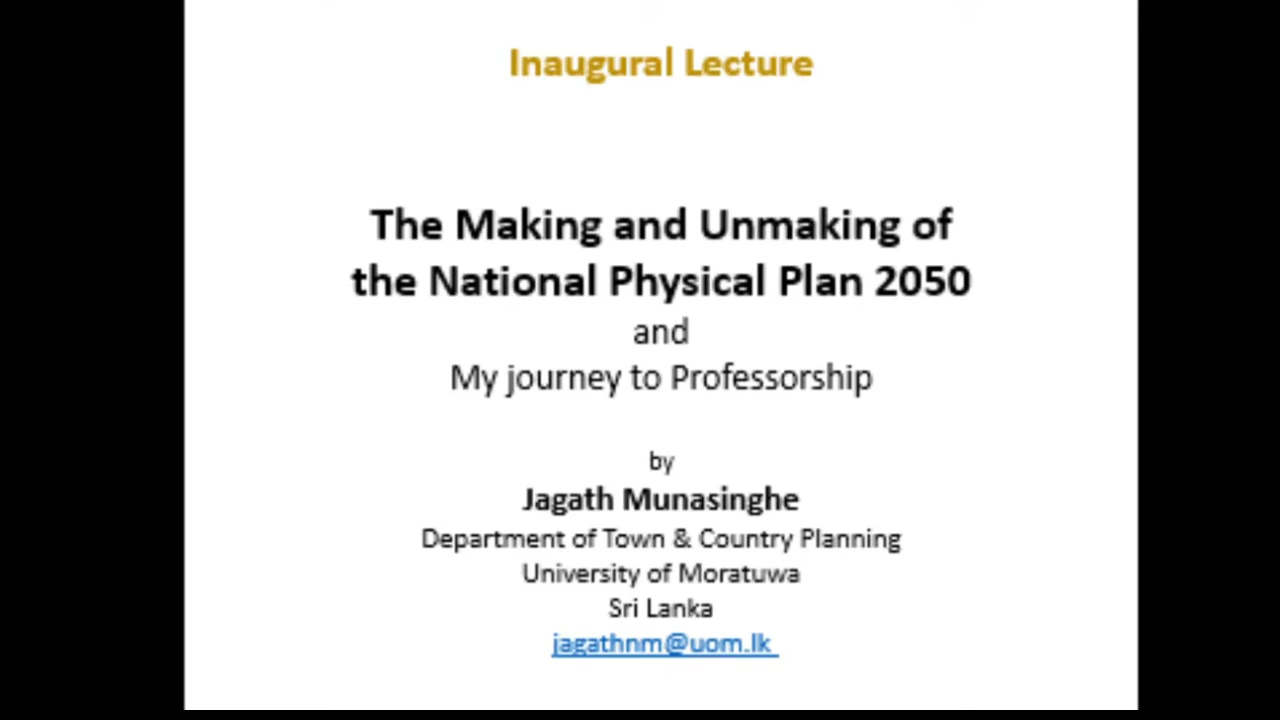 Inaugural Lecture
The Making and Unmaking of
the National Physical Plan 2050
and
My journey to Professorship
by
Jagath Munasinghe
Department of Town & Country Planning
University of Moratuwa
Sri Lanka
jagathnm@uom.lk